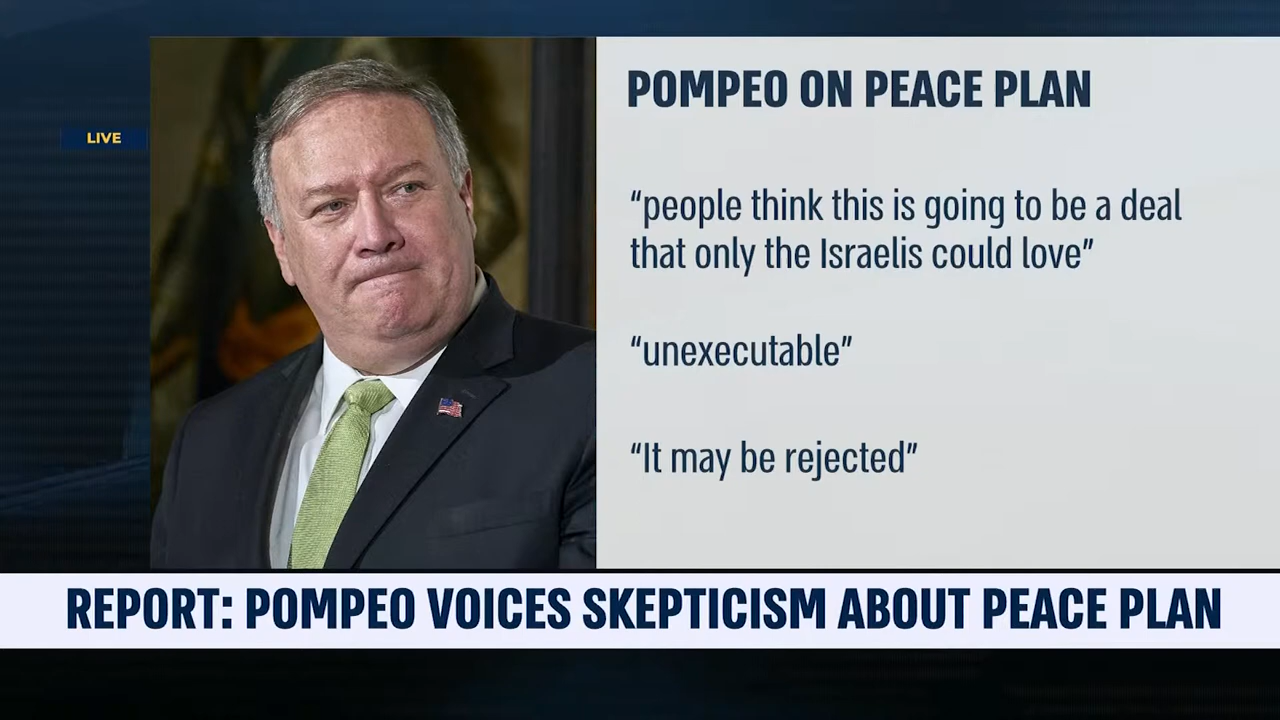 LIVE
POMPEO ON PEACE PLAN
“people think this is going to be a deal
that only the Israelis could love”
“unexecutable”
“It may be rejected”
REPORT: POMPEO VOICES SKEPTICISM ABOUT PEACE PLAN